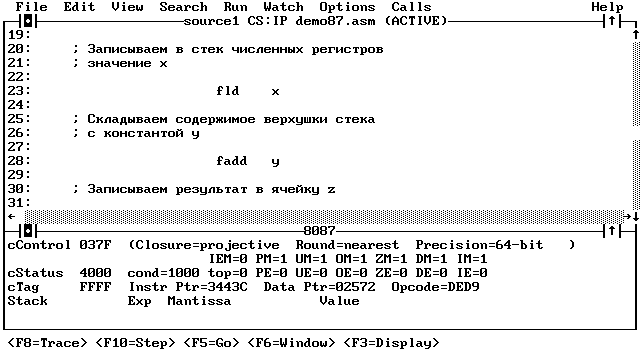 File Edit View Search Run Watch Options Calls Help
source1 CS:IP demo87.asm (ACTIVE)
19:
20: ; Записываем в стек численных регистров
21: ; значение x
22:
23: fld x
24:
25: ; Складываем содержимое верхушки стека
26: ; с константой y
27:
28: fadd y
29:
30: ; Записываем результат в ячейку z
31:
8087
cControl 037F (Closure=projective Round=nearest Precision=64-bit )
IEM=0 PM=1 UM=1 OM=1 ZM=1 DM=1 IM=1
cStatus 4000 cond=1000 top=0 PE=0 UE=0 OE=0 ZE=0 DE=0 IE=0
cTag FFFF Instr Ptr=3443C Data Ptr=02572 Opcode=DED9
Stack Exp Mantissa Value
<F8=Trace> <F10=Step> <F5=Go> <F6=Window> <F3=Display>